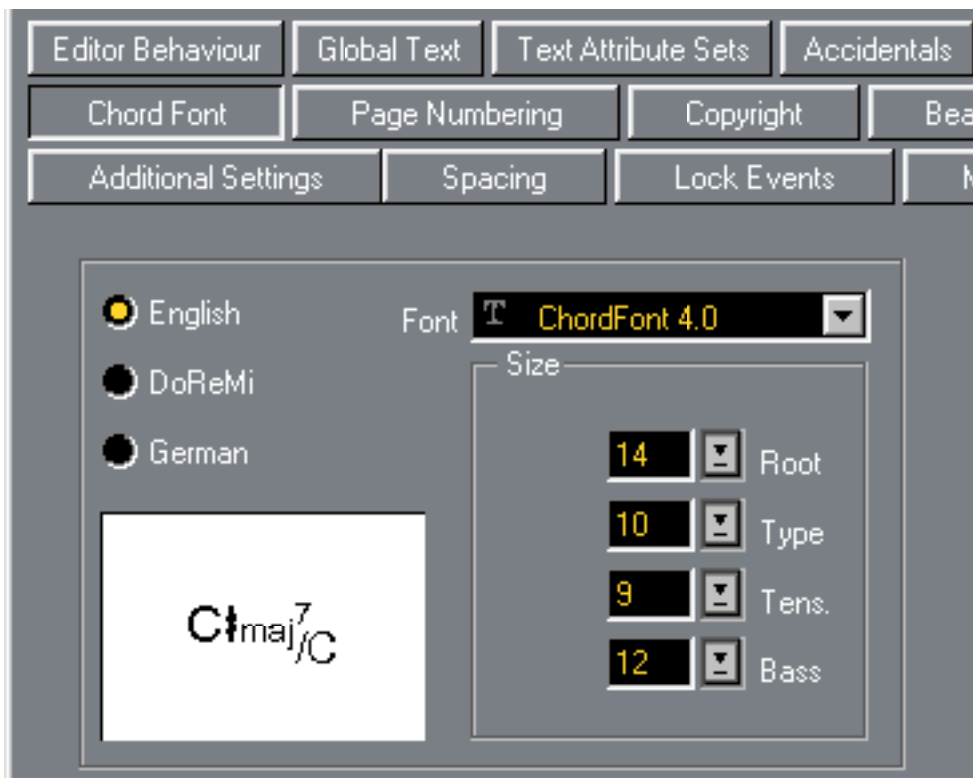 Editor Behaviour Global Text Text Attribute Sets Accidentals
Chord Font Page Numbering Copyright
Additional Settings Spacing Lock Events
English Font ChordFont 4.0
DoReMi Size
German
14 Root
10 Type
9 Tens.
12 Bass
C♯maj7/C